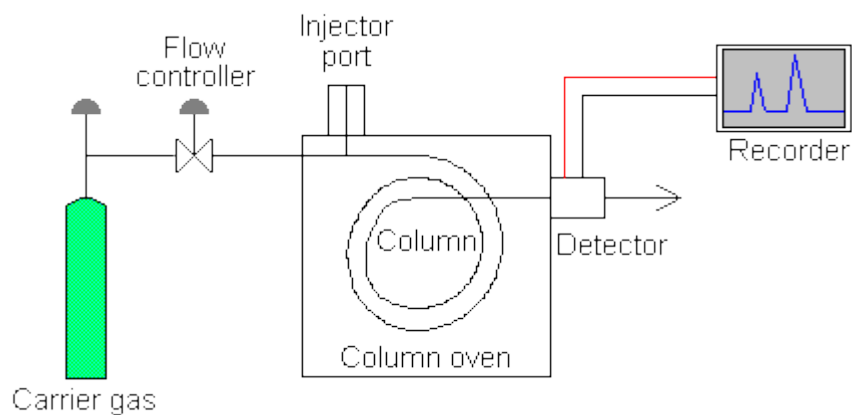 Injector
port
Flow
controller
Recorder
Column
Detector
Column oven
Carrier gas